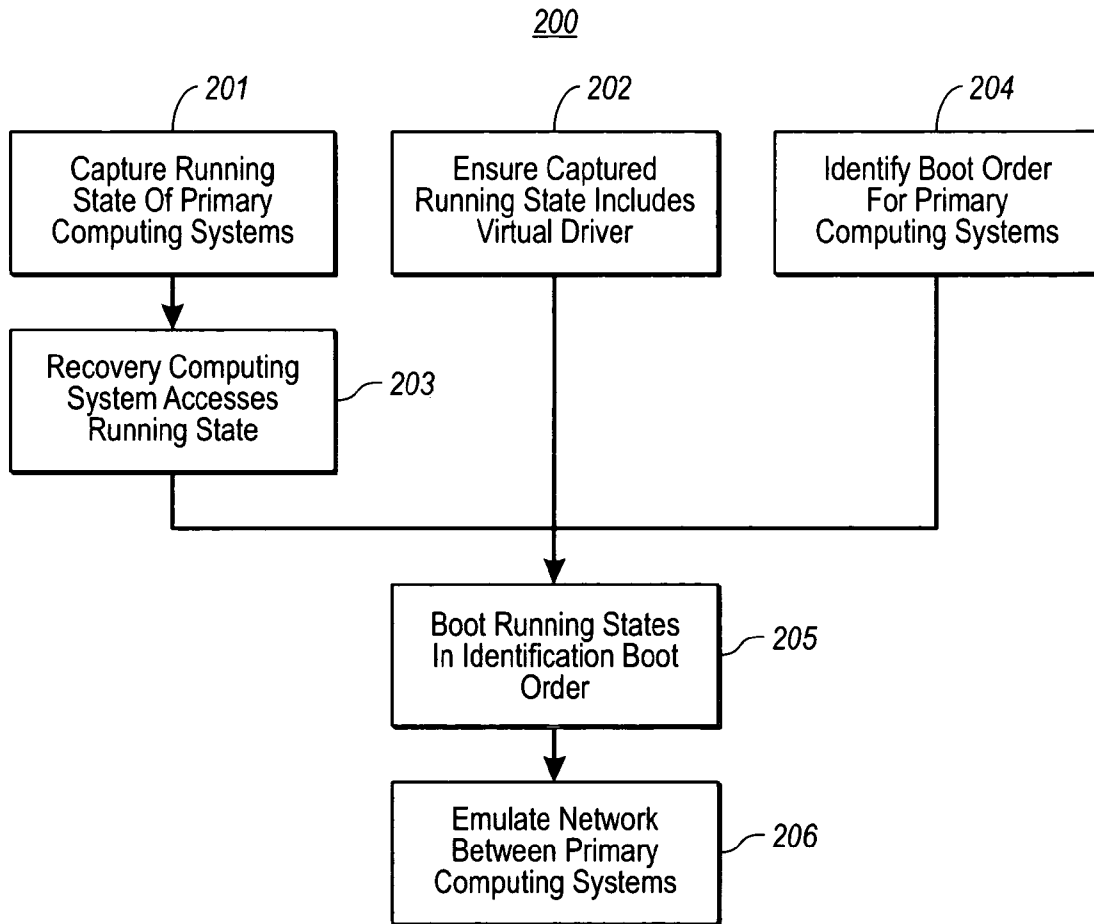 200
201
202
204
Capture Running
State Of Primary
Computing Systems
Ensure Captured
Running State Includes
Virtual Driver
Identify Boot Order
For Primary
Computing Systems
Recovery Computing
System Accesses
Running State
203
Boot Running States
In Identification Boot
Order
205
Emulate Network
Between Primary
Computing Systems
206